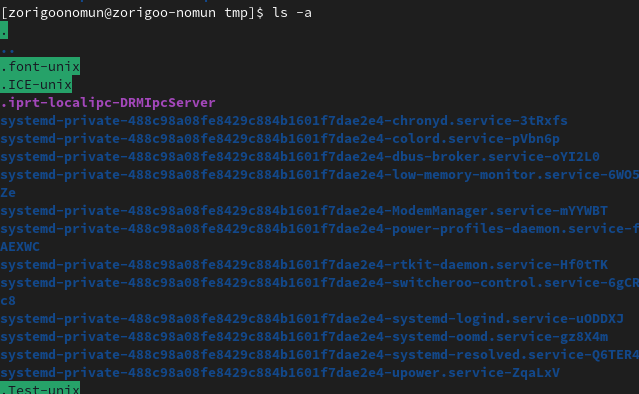 [zorigoonomun@zorigoo-nomun tmp]$ ls -a
.
..
.font-unix
.ICE-unix
.iprt-localipc-DRMIpcServer
systemd-private-488c98a08fe8429c884b1601f7dae2e4-chronyd.service-3tRxfs
systemd-private-488c98a08fe8429c884b1601f7dae2e4-colord.service-pVbn6p
systemd-private-488c98a08fe8429c884b1601f7dae2e4-dbus-broker.service-oYI2L0
systemd-private-488c98a08fe8429c884b1601f7dae2e4-low-memory-monitor.service-6WO5
Ze
systemd-private-488c98a08fe8429c884b1601f7dae2e4-ModemManager.service-mYYWBT
systemd-private-488c98a08fe8429c884b1601f7dae2e4-power-profiles-daemon.service-f
AEXWC
systemd-private-488c98a08fe8429c884b1601f7dae2e4-rtkit-daemon.service-Hf0tTK
systemd-private-488c98a08fe8429c884b1601f7dae2e4-switcheroo-control.service-6gCR
c8
systemd-private-488c98a08fe8429c884b1601f7dae2e4-systemd-logind.service-uODDXJ
systemd-private-488c98a08fe8429c884b1601f7dae2e4-systemd-oomd.service-gz8X4m
systemd-private-488c98a08fe8429c884b1601f7dae2e4-systemd-resolved.service-Q6TER4
systemd-private-488c98a08fe8429c884b1601f7dae2e4-upower.service-ZqaLxV
.Test-unix